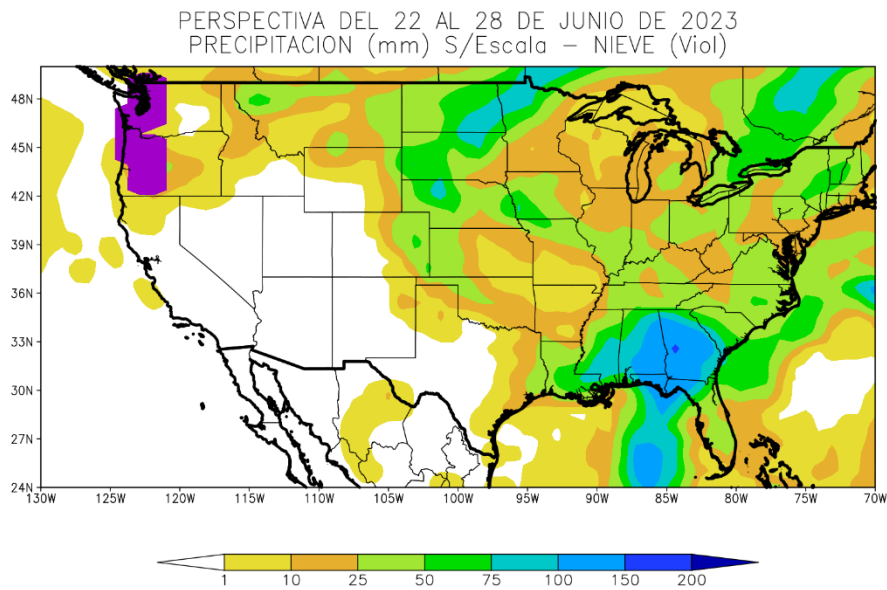 PERSPECTIVA DEL 22 AL 28 DE JUNIO DE 2023
PRECIPITACION (mm) S/Escala – NIEVE (Viol)
48N
45N
42N
39N
36N
33N
30N
27N
24N
130W 125W 120W 115W 110W 105W 100W 95W 90W 85W 80W 75W 70W
1 10 25 50 75 100 150 200